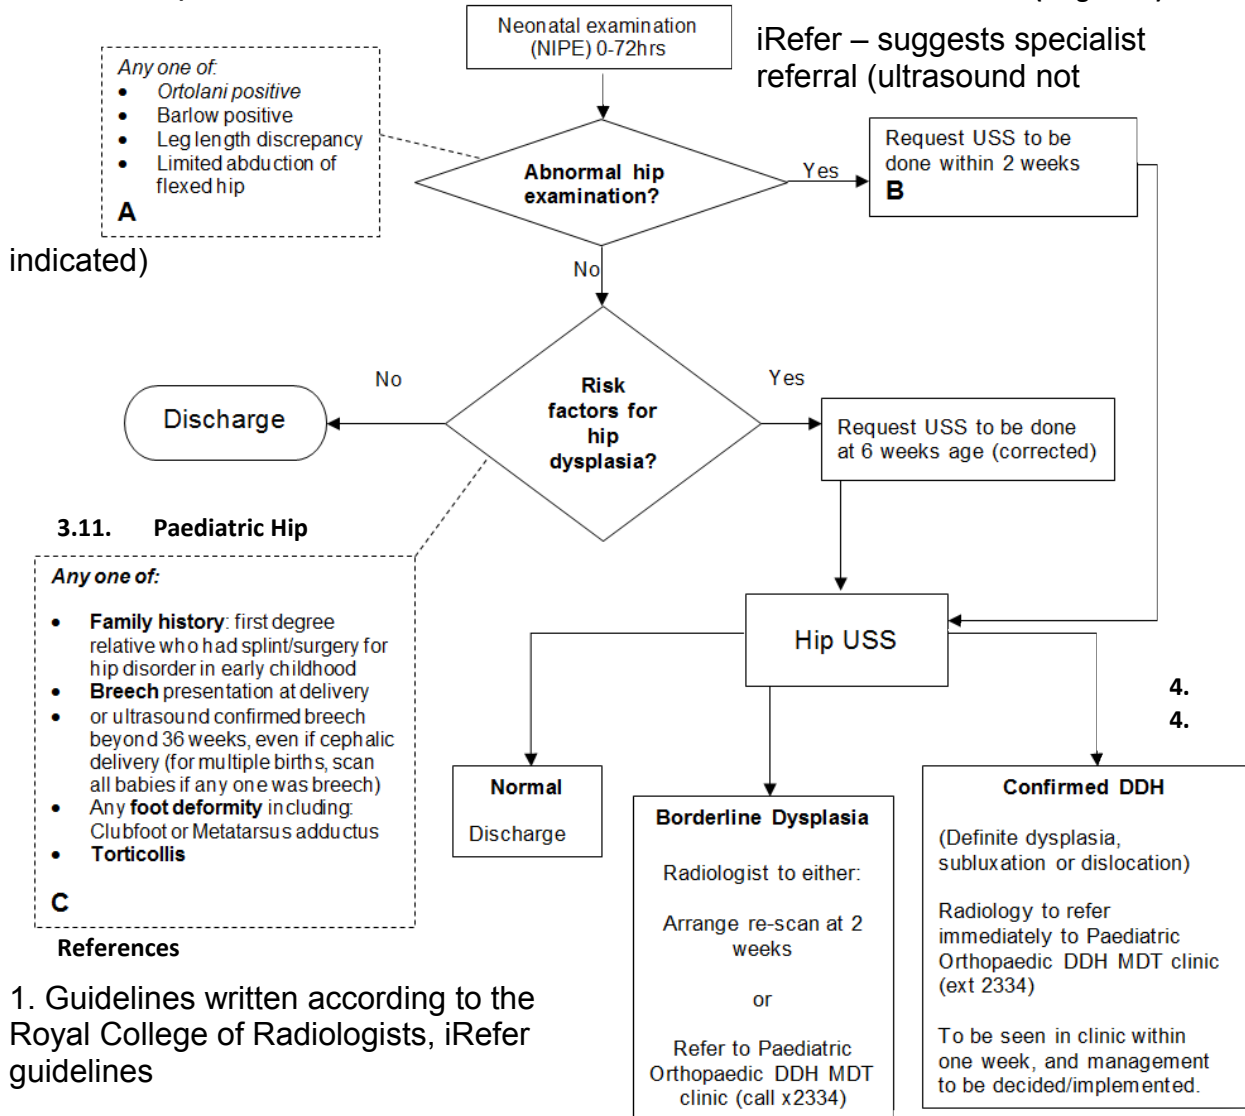 Neonatal examination
(NIPE) 0-72hrs
iRefer – suggests specialist
referral (ultrasound not
indicated)
Any one of:
• Ortolani positive
• Barlow positive
• Leg length discrepancy
• Limited abduction of
flexed hip
A
Abnormal hip
examination?
Yes
Request USS to be
done within 2 weeks
B
No
Risk
factors for
hip
dysplasia?
No
Discharge
Yes
Request USS to be done
at 6 weeks age (corrected)
3.11. Paediatric Hip
Any one of:
• Family history: first degree
relative who had splint/surgery for
hip disorder in early childhood
• Breech presentation at delivery
• or ultrasound confirmed breech
beyond 36 weeks, even if cephalic
delivery (for multiple births, scan
all babies if any one was breech)
• Any foot deformity including:
Clubfoot or Metatarsus adductus
• Torticollis
C
Hip USS
4.
4.
Normal
Discharge
Borderline Dysplasia
Radiologist to either:
Arrange re-scan at 2
weeks
or
Refer to Paediatric
Orthopaedic DDH MDT
clinic (call x2334)
Confirmed DDH
(Definite dysplasia,
subluxation or dislocation)
Radiology to refer
immediately to Paediatric
Orthopaedic DDH MDT clinic
(ext 2334)
To be seen in clinic within
one week, and management
to be decided/implemented.
References
1. Guidelines written according to the
Royal College of Radiologists, iRefer
guidelines